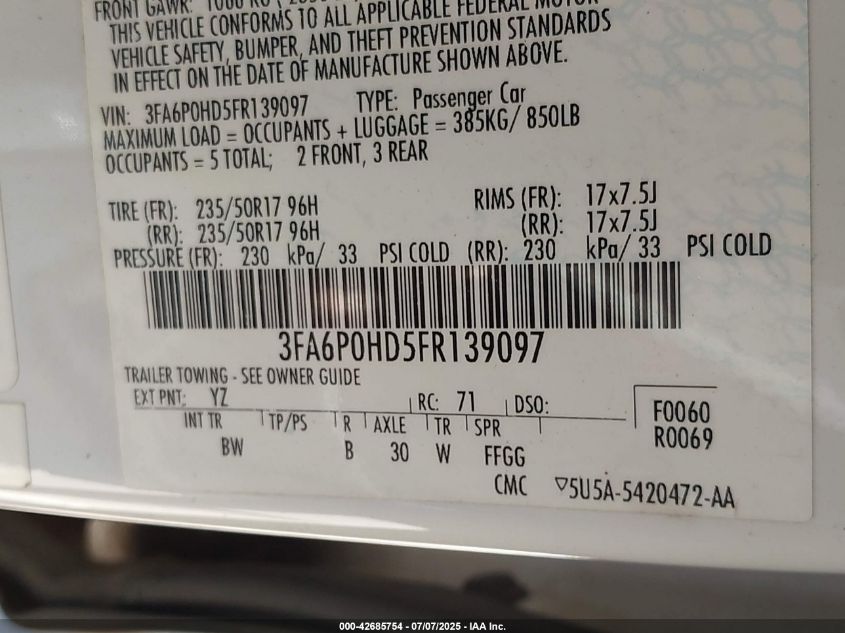 FRONT GAWR:
THIS VEHICLE CONFORMS TO ALL APPLICABLE FEDERAL MOTOR
VEHICLE SAFETY, BUMPER, AND THEFT PREVENTION STANDARDS
IN EFFECT ON THE DATE OF MANUFACTURE SHOWN ABOVE.
VIN: 3FA6P0HD5FR139097 TYPE: Passenger Car
MAXIMUM LOAD = OCCUPANTS + LUGGAGE = 385KG/ 850LB
OCCUPANTS = 5 TOTAL; 2 FRONT, 3 REAR
TIRE (FR): 235/50R17 96H RIMS (FR): 17x7.5J
(RR): 235/50R17 96H (RR): 17x7.5J
PRESSURE (FR): 230 kPa/ 33 PSI COLD (RR): 230 kPa/ 33 PSI COLD
3FA6P0HD5FR139097
TRAILER TOWING - SEE OWNER GUIDE
EXT PNT: YZ RC: 71 DSO: F0060
INT TR TP/PS R AXLE TR SPR R0069
BW B 30 W FFGG
CMC ▽5U5A-5420472-AA
000-42685754 - 07/07/2025 - IAA Inc.